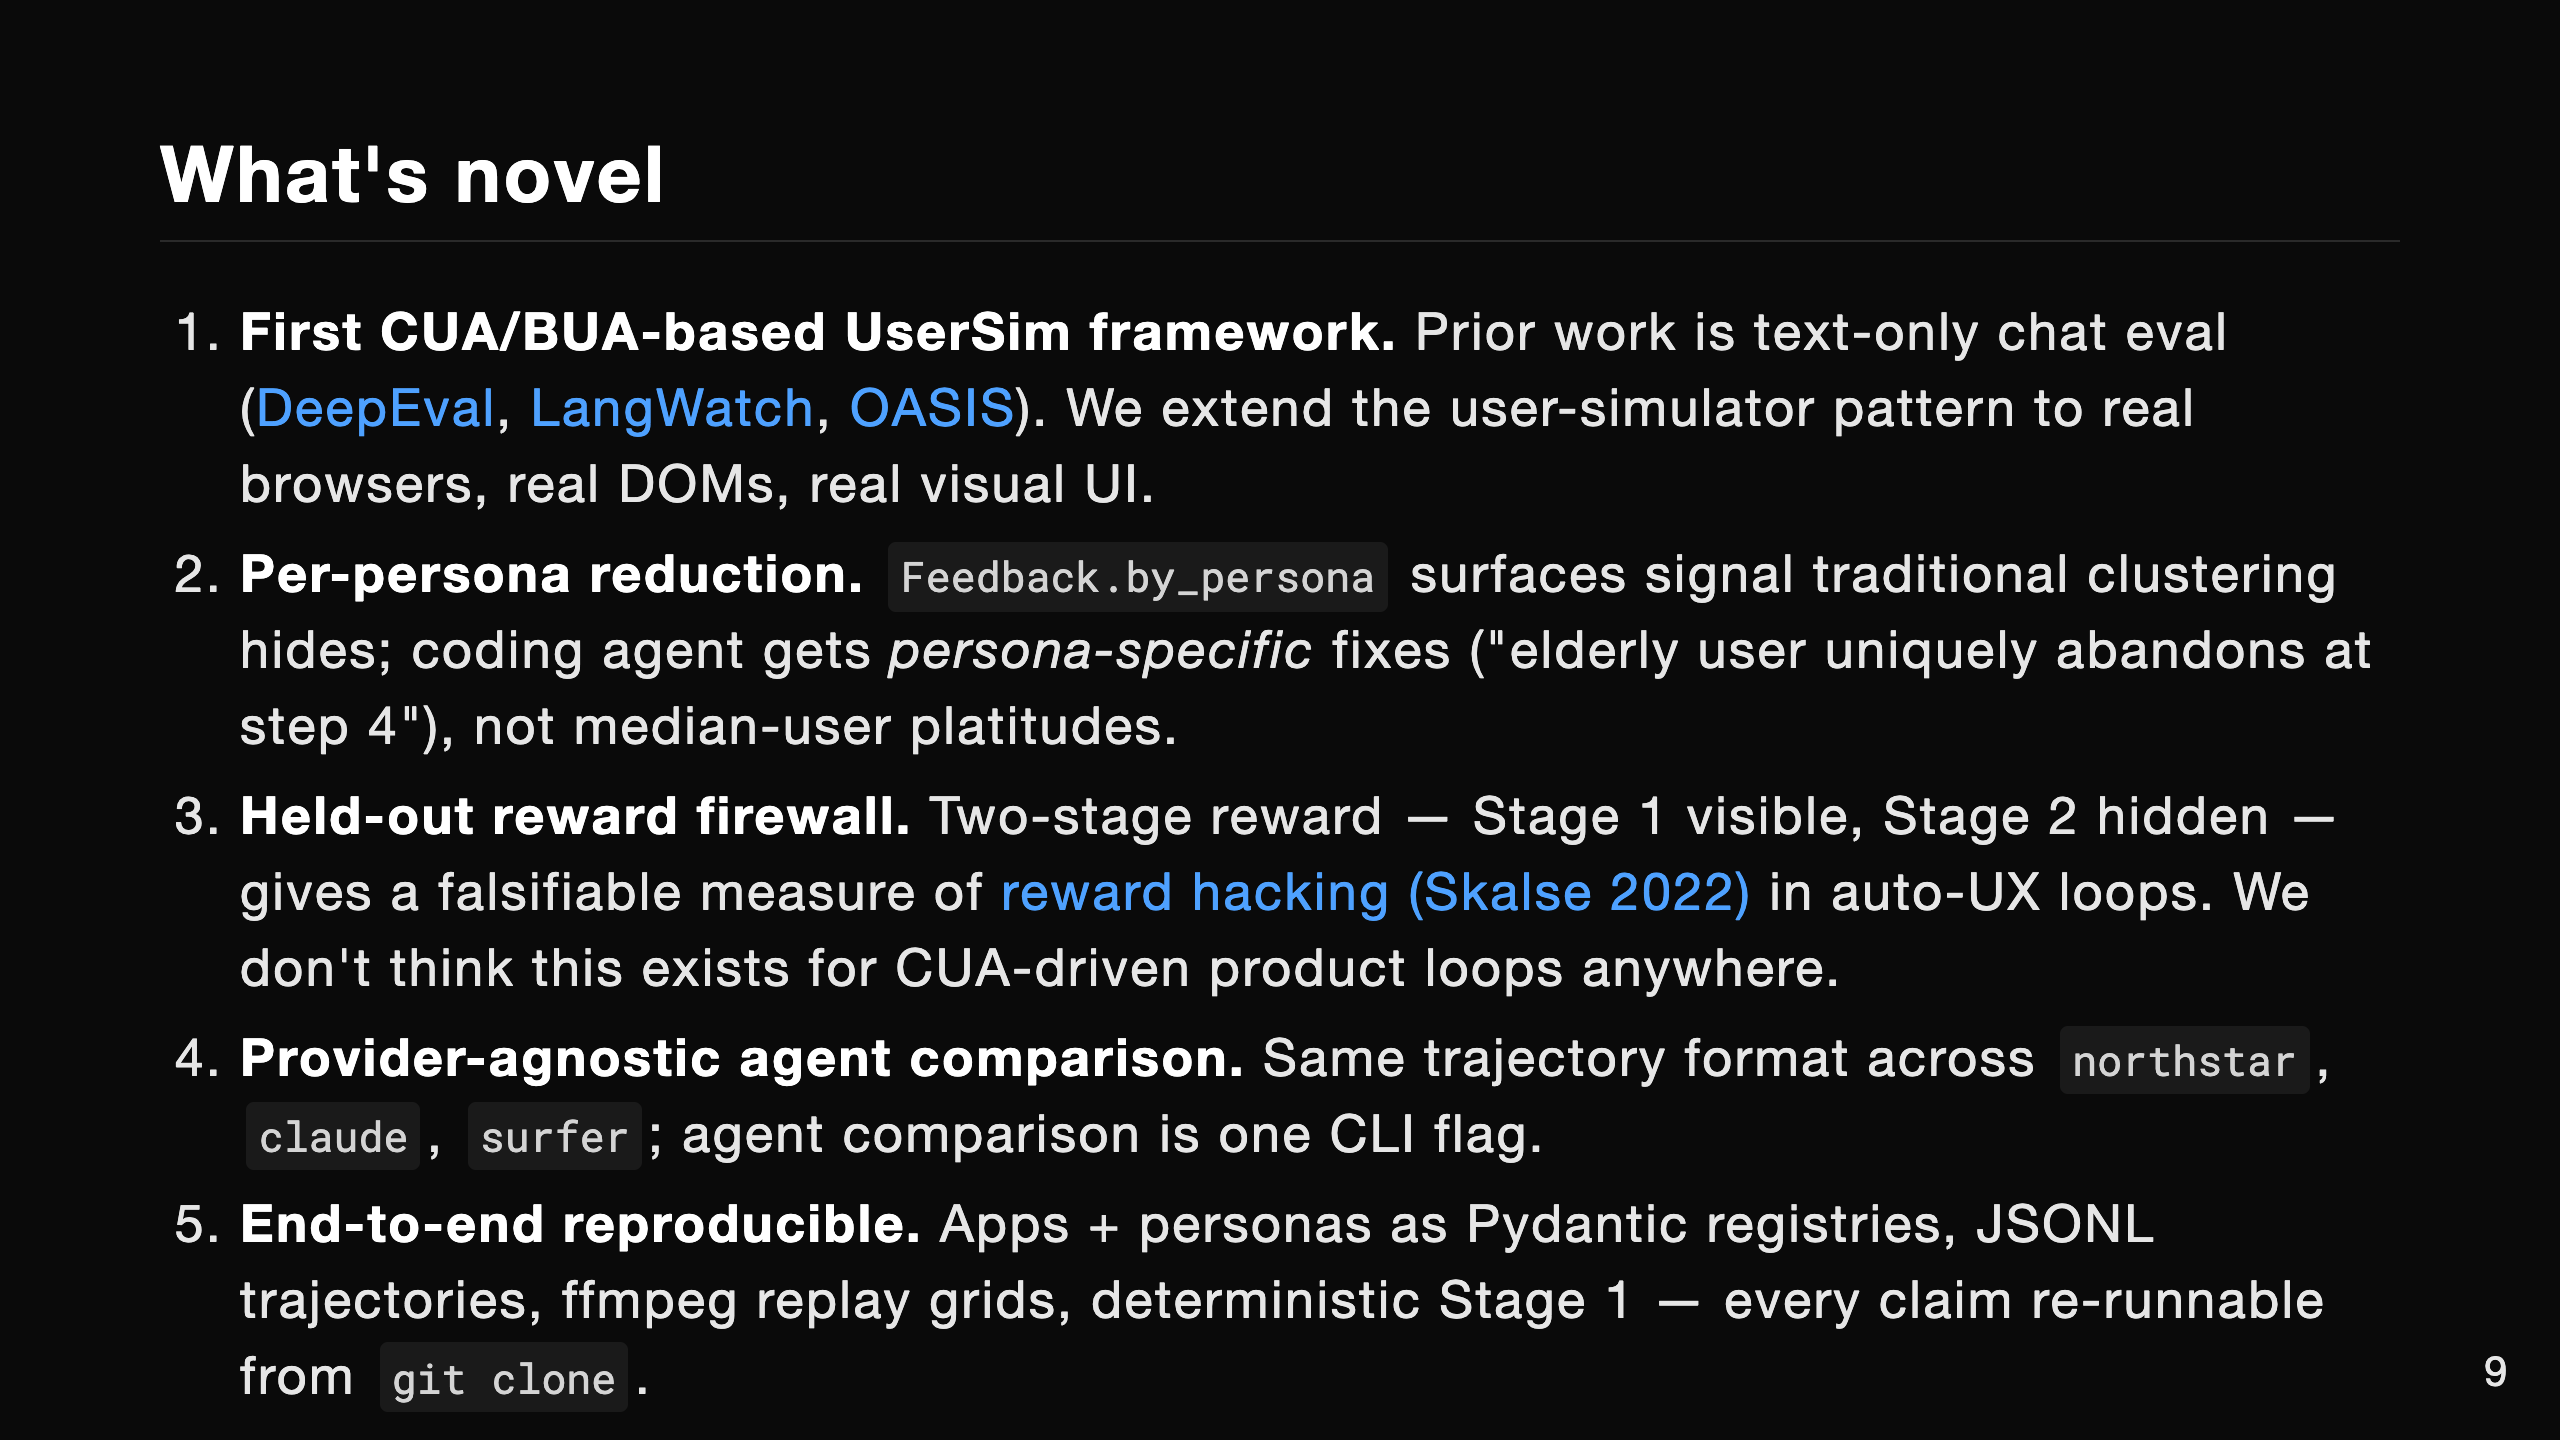 What's novel
1. First CUA/BUA-based UserSim framework. Prior work is text-only chat eval
(DeepEval, LangWatch, OASIS). We extend the user-simulator pattern to real
browsers, real DOMs, real visual UI.
2. Per-persona reduction. Feedback.by_persona surfaces signal traditional clustering
hides; coding agent gets persona-specific fixes ("elderly user uniquely abandons at
step 4"), not median-user platitudes.
3. Held-out reward firewall. Two-stage reward — Stage 1 visible, Stage 2 hidden —
gives a falsifiable measure of reward hacking (Skalse 2022) in auto-UX loops. We
don't think this exists for CUA-driven product loops anywhere.
4. Provider-agnostic agent comparison. Same trajectory format across northstar,
claude, surfer; agent comparison is one CLI flag.
5. End-to-end reproducible. Apps + personas as Pydantic registries, JSONL
trajectories, ffmpeg replay grids, deterministic Stage 1 — every claim re-runnable
from git clone.
9